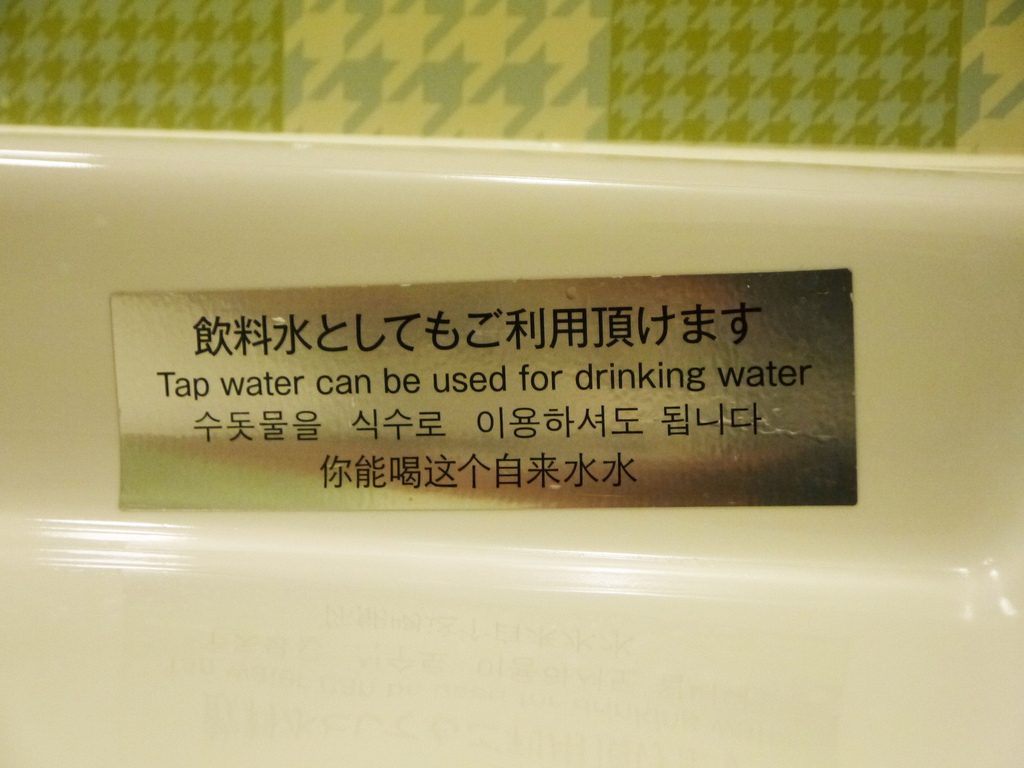 飲料水としてもご利用頂けます
Tap water can be used for drinking water
수돗물을 식수로 이용하셔도 됩니다
你能喝这个自来水水